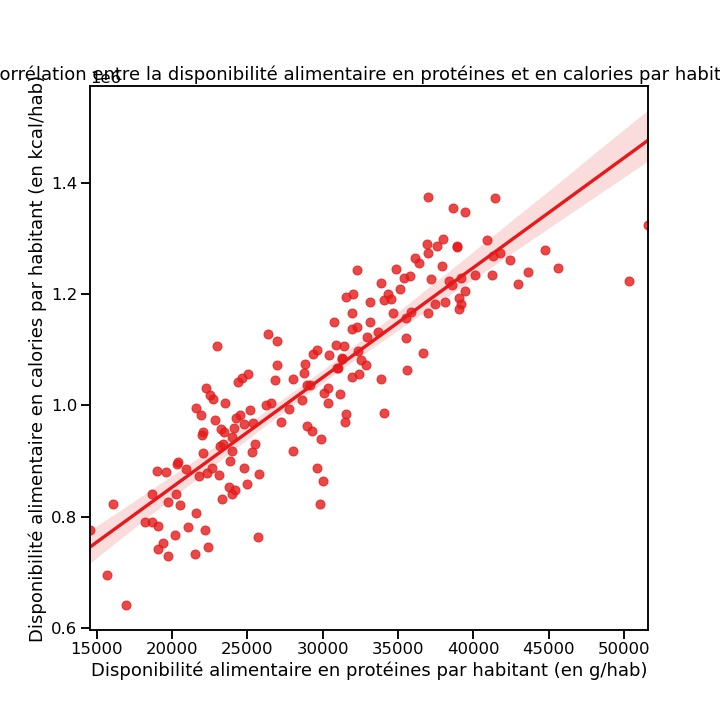 orrélation entre la disponibilité alimentaire en protéines et en calories par habit
1e6
Disponibilité alimentaire en calories par habitant (en kcal/hab)
1.4
1.2
1.0
0.8
0.6
15000 20000 25000 30000 35000 40000 45000 50000
Disponibilité alimentaire en protéines par habitant (en g/hab)